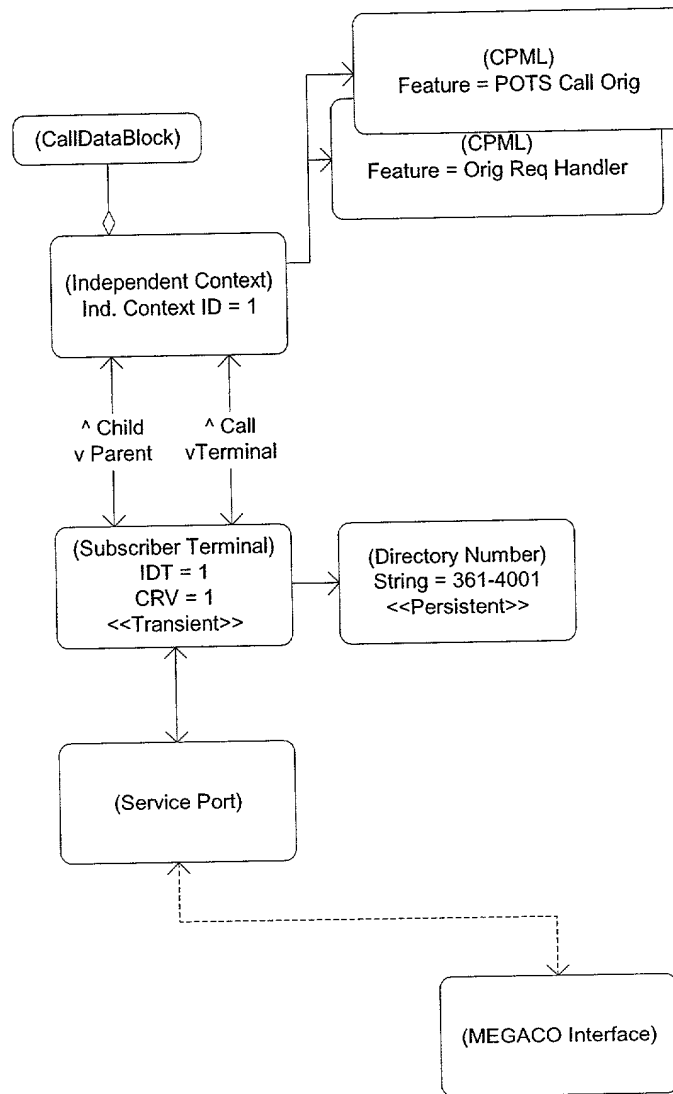 (CPML)
Feature = POTS Call Orig
(CallDataBlock)
(CPML)
Feature = Orig Req Handler
(Independent Context)
Ind. Context ID = 1
^ Child
v Parent
^ Call
vTerminal
(Subscriber Terminal)
IDT = 1
CRV = 1
<<Transient>>
(Directory Number)
String = 361-4001
<<Persistent>>
(Service Port)
(MEGACO Interface)